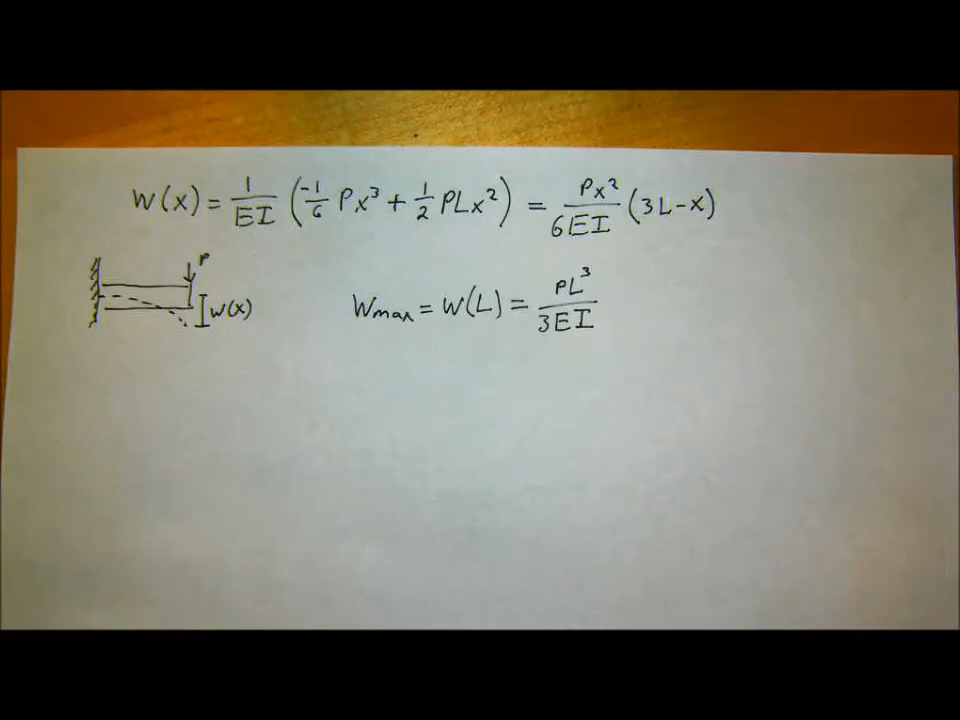 W(x) = 1/EI (-1/6 Px³ + 1/2 PLx²) = Px²/6EI (3L-x)
P
W(x)
Wmax = W(L) = PL³/3EI